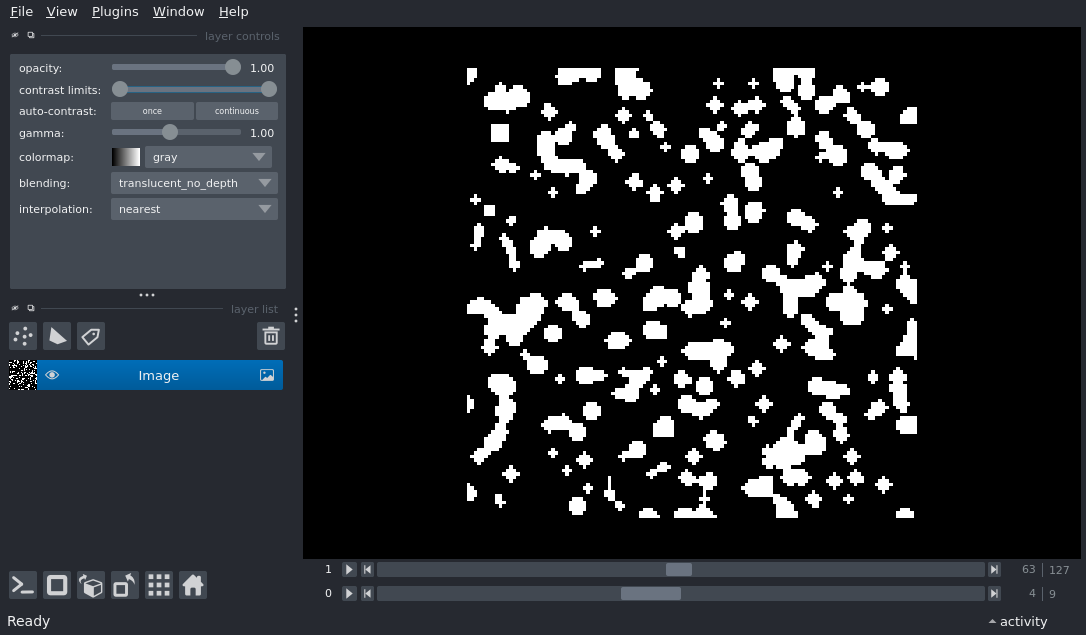 File View Plugins Window Help
layer controls
opacity: 1.00
contrast limits:
auto-contrast: once continuous
gamma: 1.00
colormap: gray
blending: translucent_no_depth
interpolation: nearest
layer list
Image
1 63 127
0 4 9
Ready activity